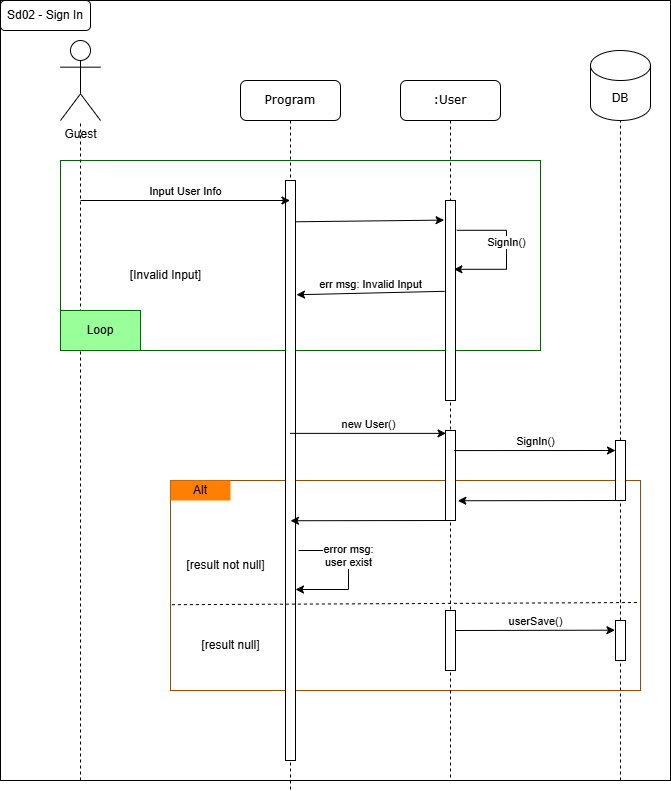 Sd02 - Sign In
Guest
Program
:User
DB
Input User Info
SignIn()
[Invalid Input]
err msg: Invalid Input
Loop
new User()
SignIn()
Alt
error msg:
user exist
[result not null]
userSave()
[result null]